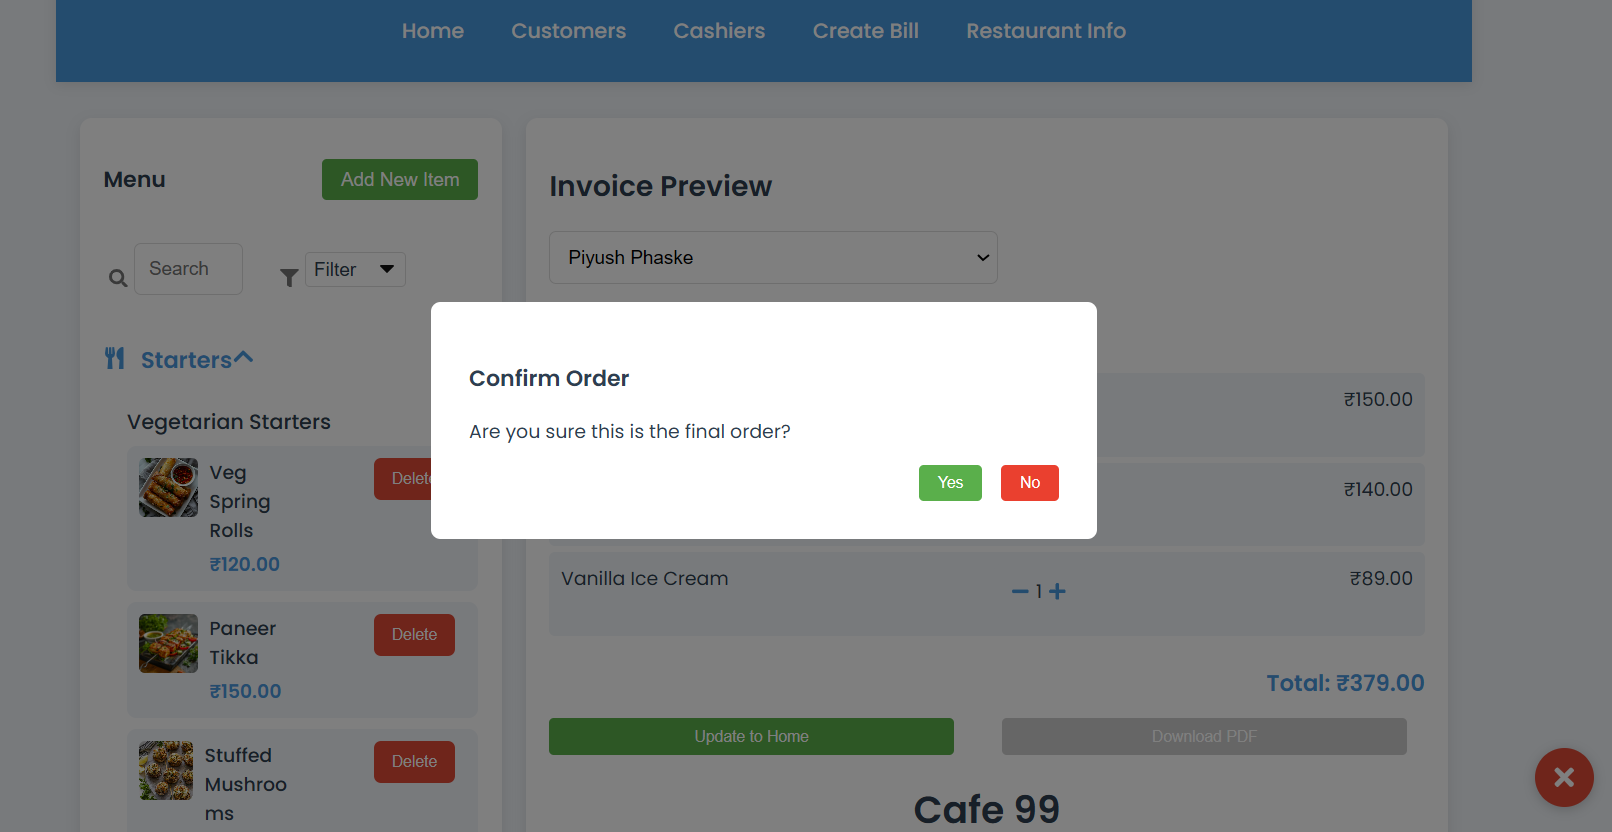 Home Customers Cashiers Create Bill Restaurant Info
Menu
Add New Item
Search
Filter
Starters
Vegetarian Starters
Veg
Spring
Rolls
₹120.00
Delete
Paneer
Tikka
₹150.00
Delete
Stuffed
Mushroo
ms
Delete
Invoice Preview
Piyush Phaske
₹150.00
₹140.00
Vanilla Ice Cream
1
₹89.00
Total: ₹379.00
Update to Home
Download PDF
Cafe 99
Confirm Order
Are you sure this is the final order?
Yes
No